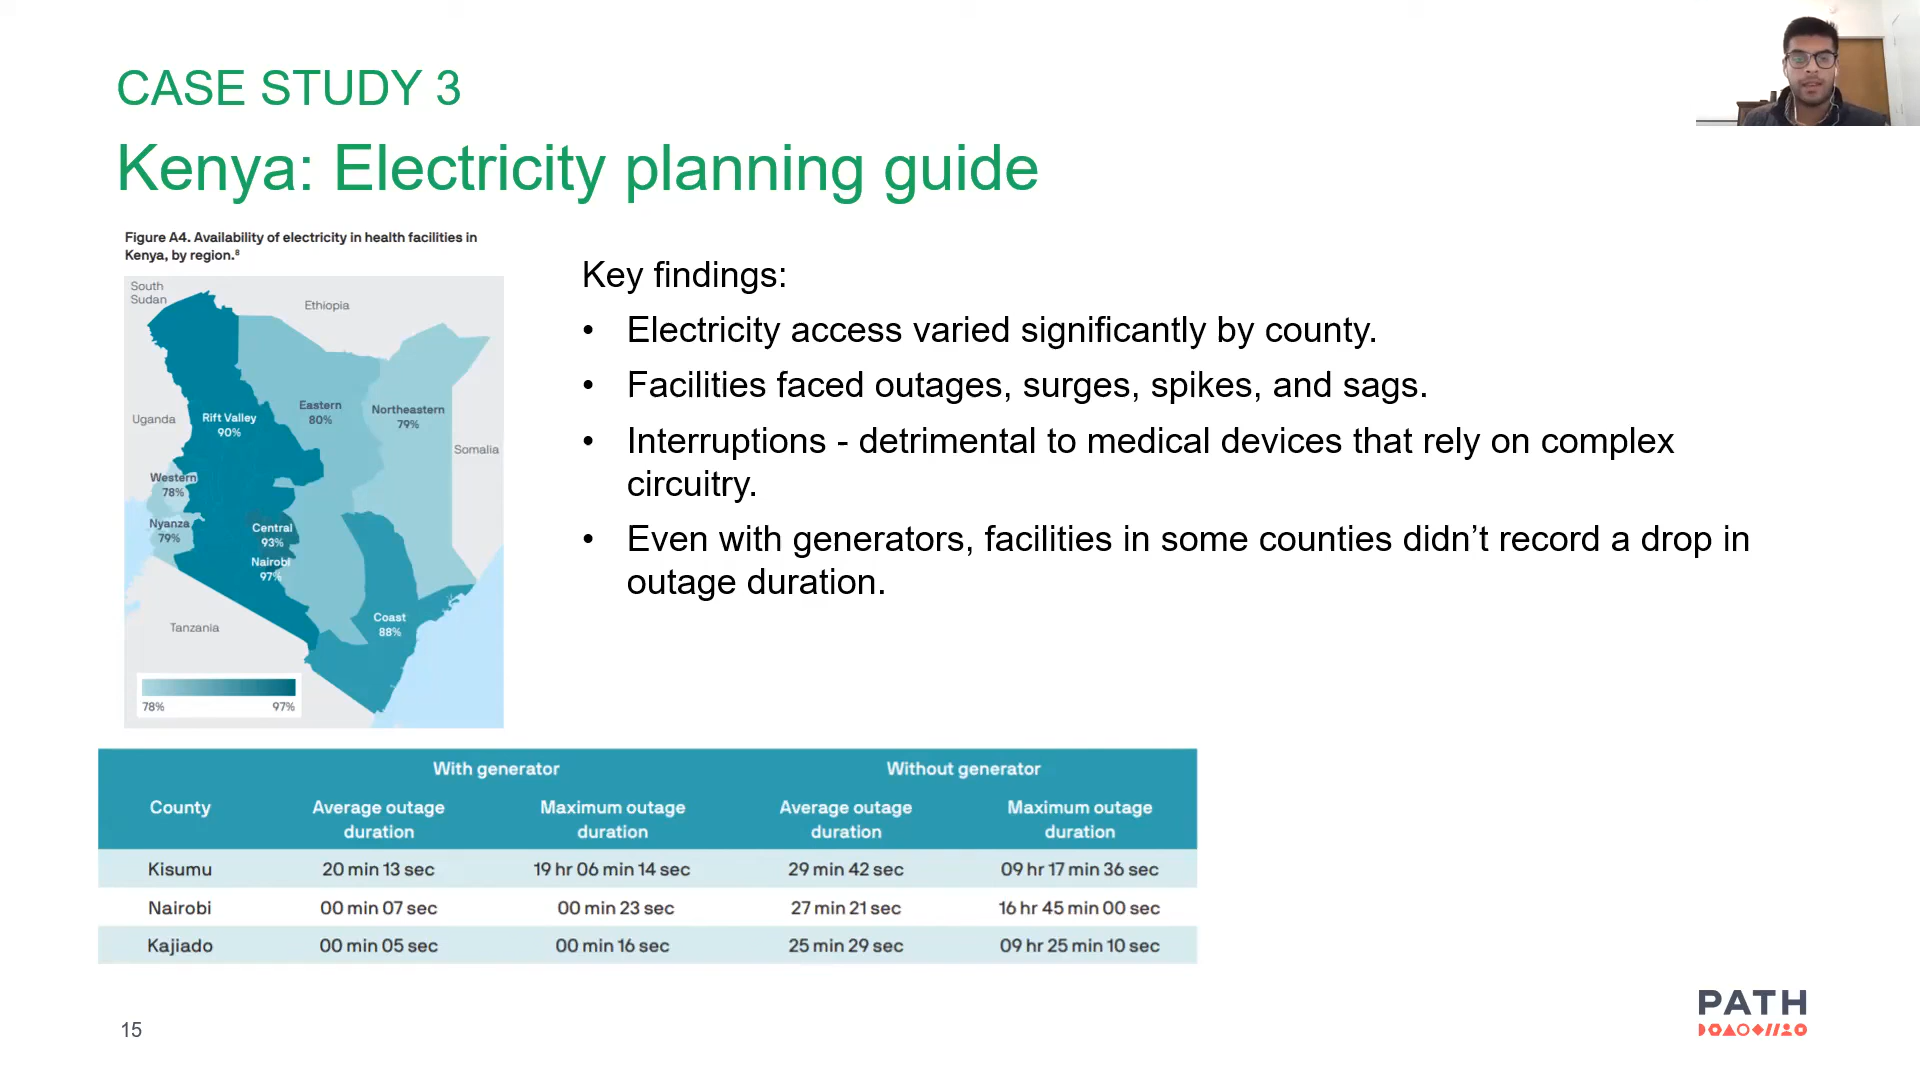 CASE STUDY 3
Kenya: Electricity planning guide
Figure A4. Availability of electricity in health facilities in
Kenya, by region.⁸
South
Sudan
Ethiopia
Uganda
Rift Valley
90%
Eastern
80%
Northeastern
79%
Somalia
Western
78%
Nyanza
79%
Central
93%
Nairobi
97%
Coast
88%
Tanzania
78% 97%
Key findings:
• Electricity access varied significantly by county.
• Facilities faced outages, surges, spikes, and sags.
• Interruptions - detrimental to medical devices that rely on complex
circuitry.
• Even with generators, facilities in some counties didn’t record a drop in
outage duration.
With generator Without generator
County Average outage duration Maximum outage duration Average outage duration Maximum outage duration
Kisumu 20 min 13 sec 19 hr 06 min 14 sec 29 min 42 sec 09 hr 17 min 36 sec
Nairobi 00 min 07 sec 00 min 23 sec 27 min 21 sec 16 hr 45 min 00 sec
Kajiado 00 min 05 sec 00 min 16 sec 25 min 29 sec 09 hr 25 min 10 sec
15
PATH